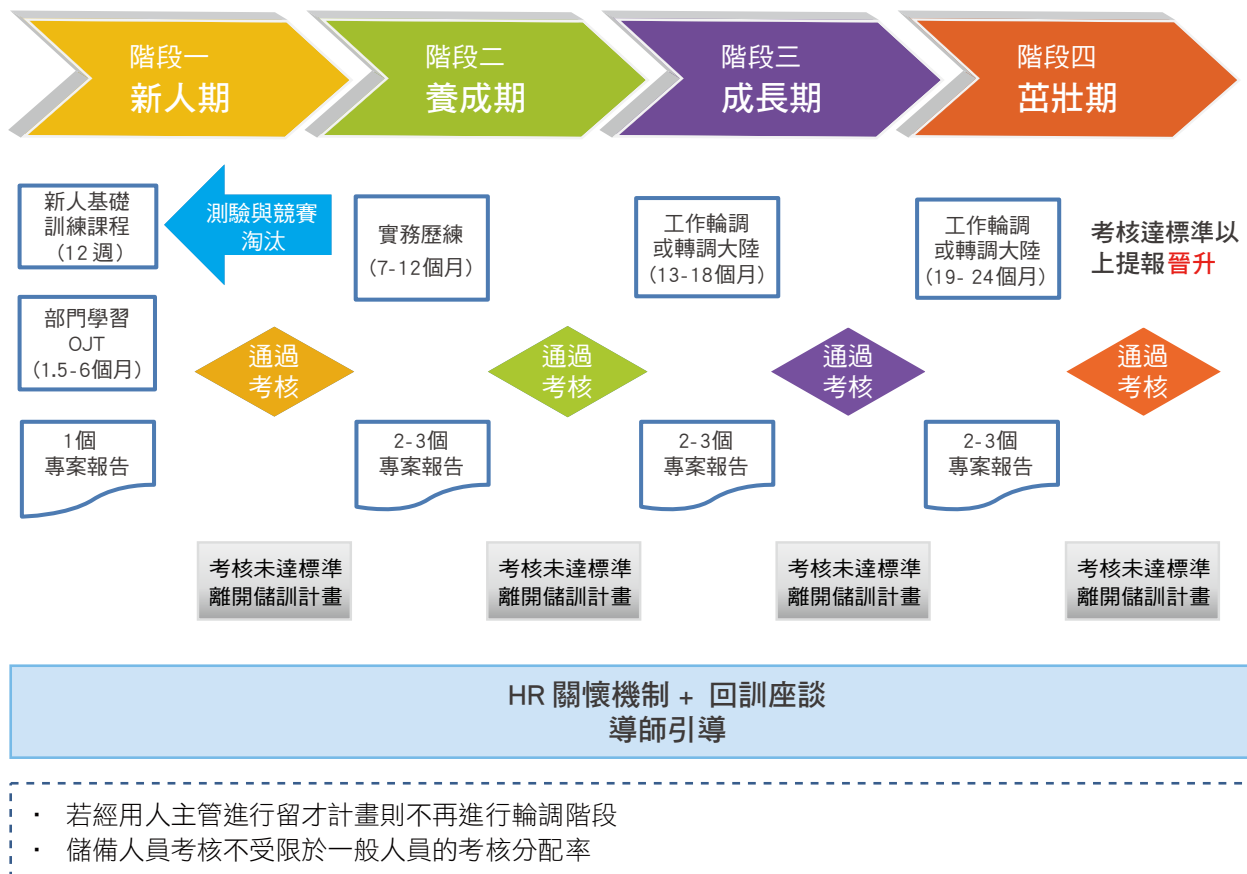 階段一
新人期
階段二
養成期
階段三
成長期
階段四
茁壯期
新人基礎
訓練課程
(12 週)
測驗與競賽
淘汰
實務歷練
(7-12個月)
工作輪調
或轉調大陸
(13-18個月)
工作輪調
或轉調大陸
(19- 24個月)
考核達標準以
上提報晉升
部門學習
OJT
(1.5-6個月)
通過
考核
通過
考核
通過
考核
通過
考核
1個
專案報告
2-3個
專案報告
2-3個
專案報告
2-3個
專案報告
考核未達標準
離開儲訓計畫
考核未達標準
離開儲訓計畫
考核未達標準
離開儲訓計畫
考核未達標準
離開儲訓計畫
HR 關懷機制 + 回訓座談
導師引導
・ 若經用人主管進行留才計畫則不再進行輪調階段
・ 儲備人員考核不受限於一般人員的考核分配率